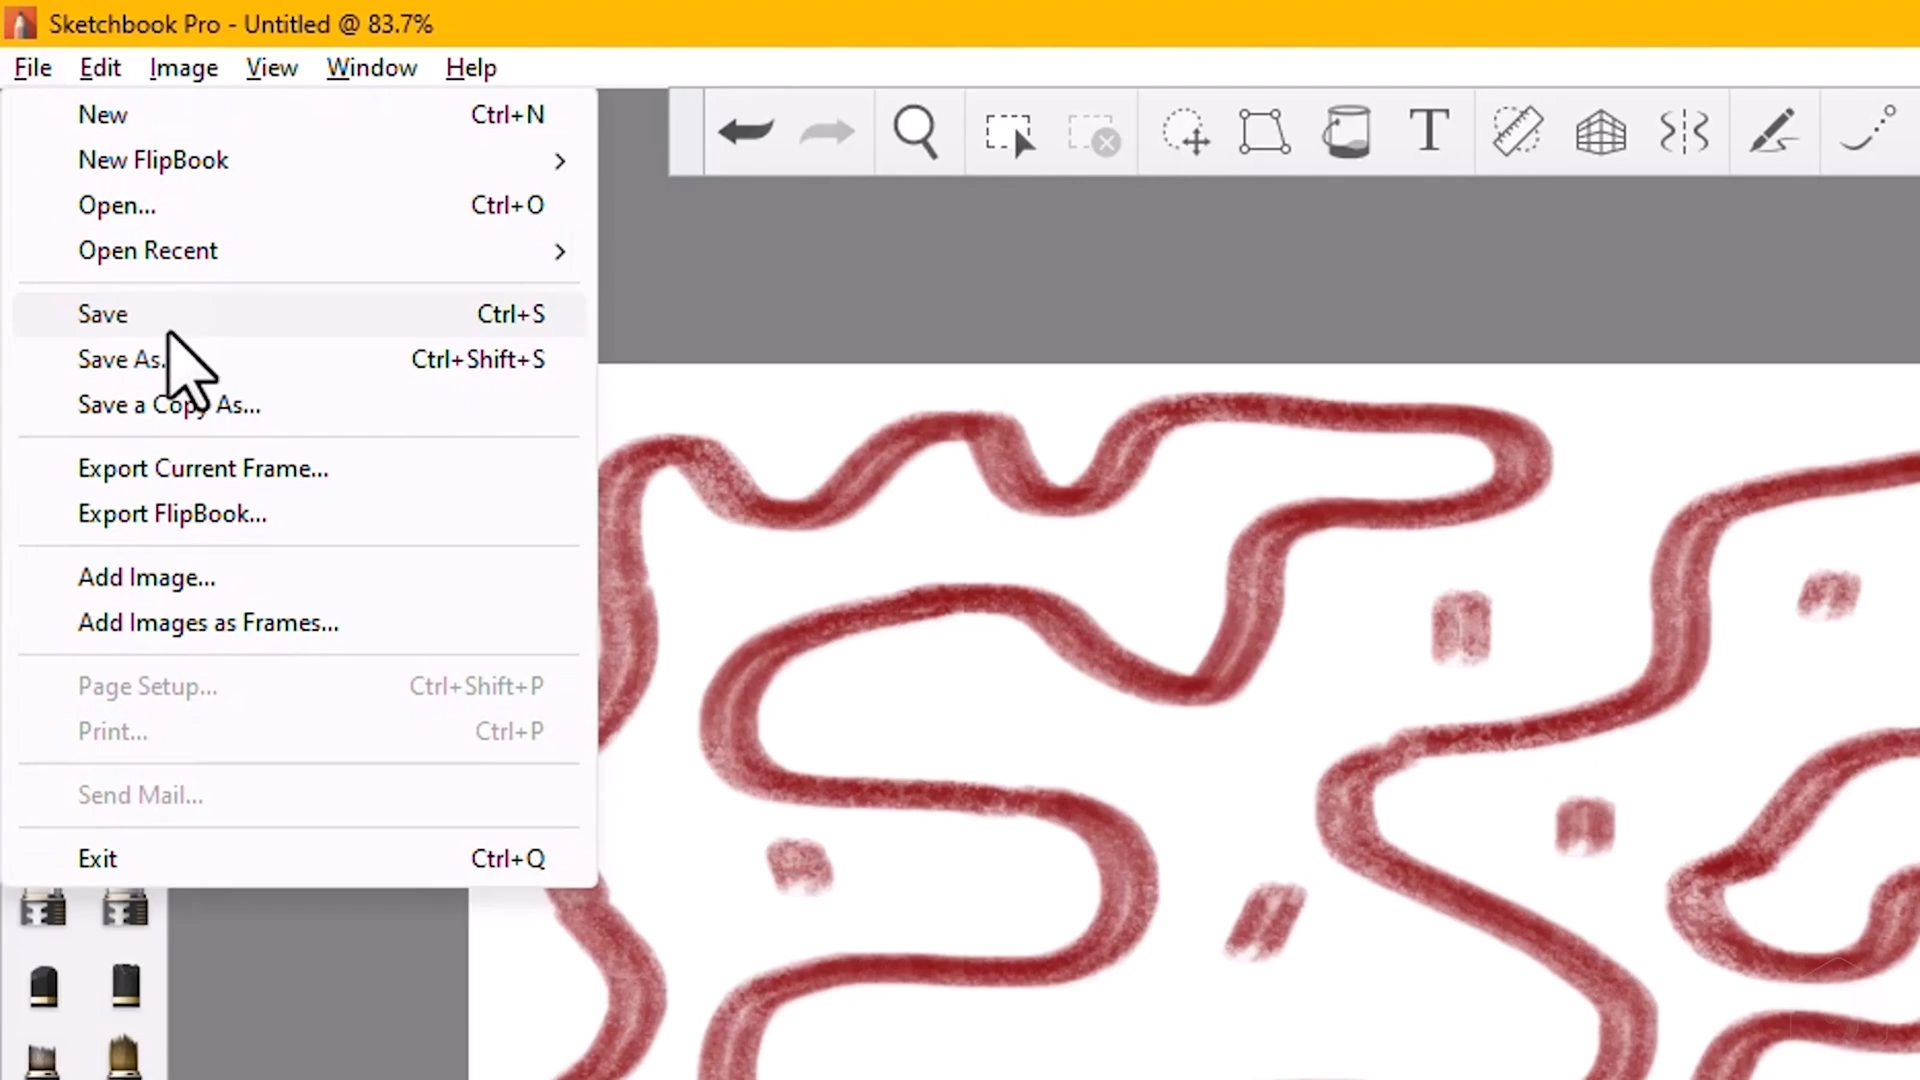 Sketchbook Pro - Untitled @ 83.7%
File Edit Image View Window Help
New Ctrl+N
New FlipBook
Open... Ctrl+O
Open Recent
Save Ctrl+S
Save As. Ctrl+Shift+S
Save a Copy As...
Export Current Frame...
Export FlipBook...
Add Image...
Add Images as Frames...
Page Setup... Ctrl+Shift+P
Print... Ctrl+P
Send Mail...
Exit Ctrl+Q
T